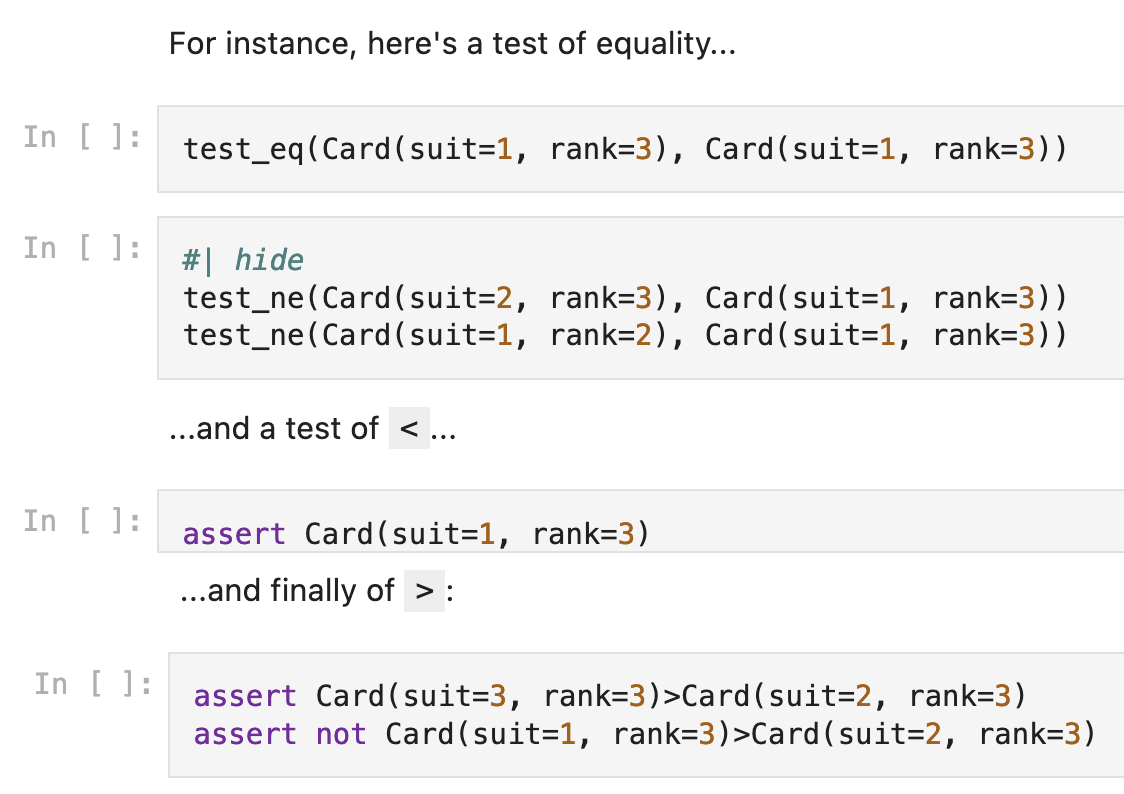 For instance, here's a test of equality...
In [ ]:
test_eq(Card(suit=1, rank=3), Card(suit=1, rank=3))
In [ ]:
#| hide
test_ne(Card(suit=2, rank=3), Card(suit=1, rank=3))
test_ne(Card(suit=1, rank=2), Card(suit=1, rank=3))
...and a test of < ...
In [ ]:
assert Card(suit=1, rank=3)
...and finally of > :
In [ ]:
assert Card(suit=3, rank=3)>Card(suit=2, rank=3)
assert not Card(suit=1, rank=3)>Card(suit=2, rank=3)